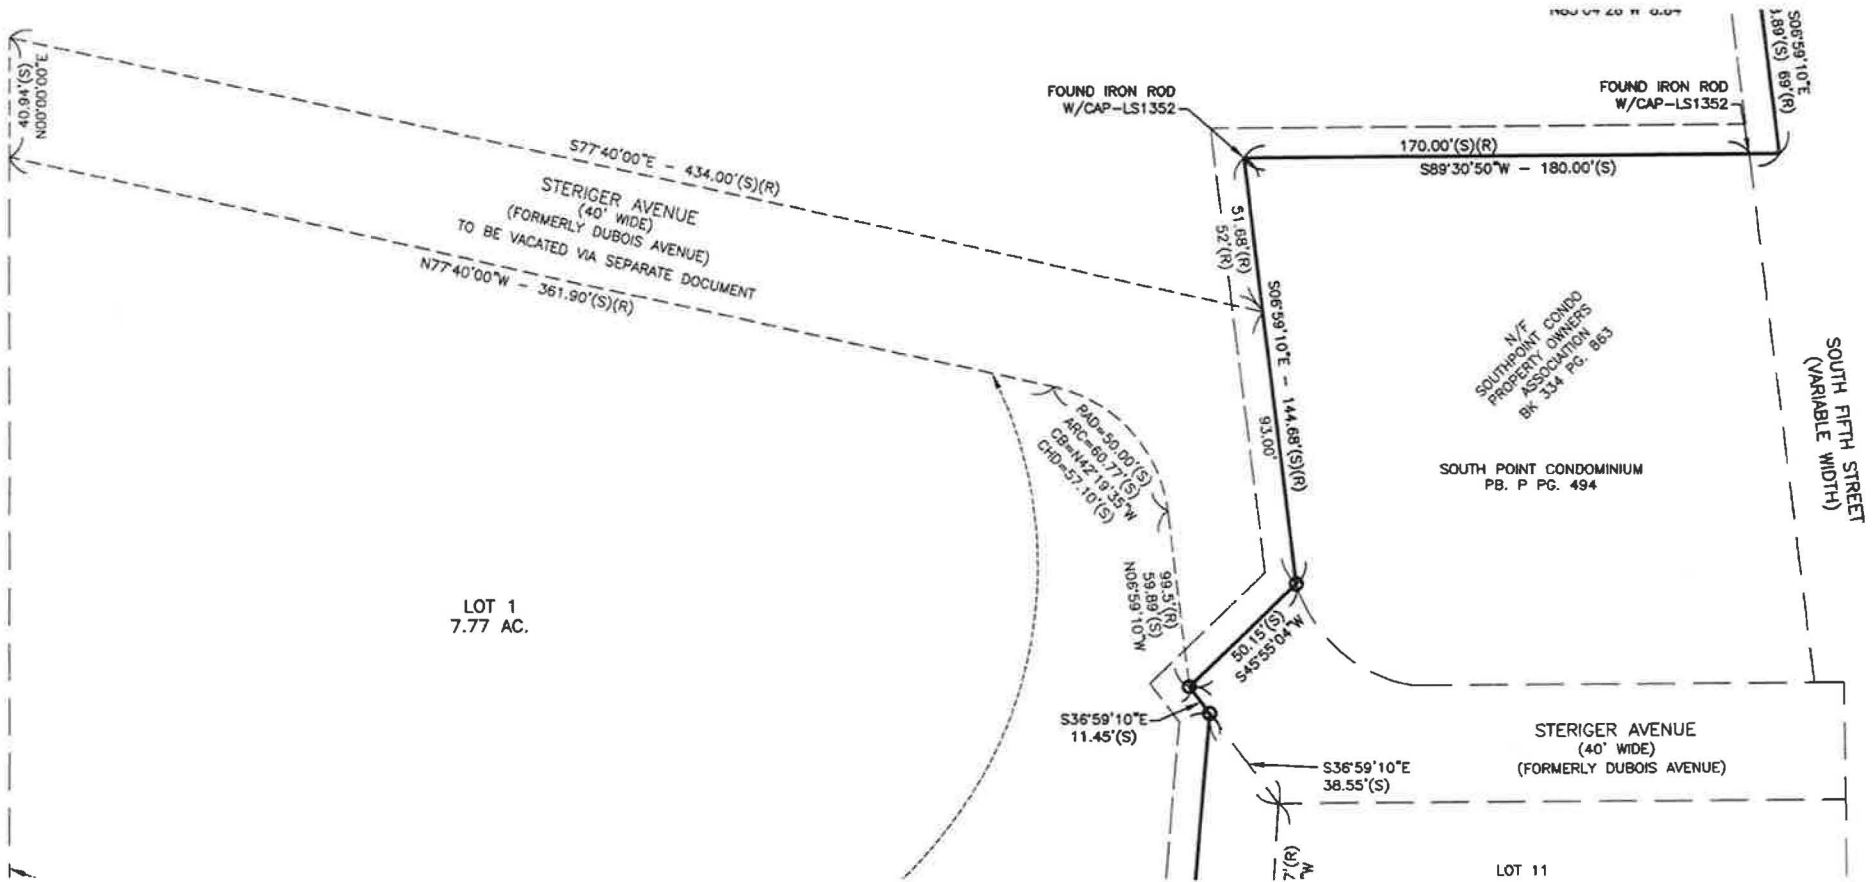 40.94'(S)
N00°00'00"E
S77°40'00"E - 434.00'(S)(R)
STERIGER AVENUE
(40' WIDE)
(FORMERLY DUBOIS AVENUE)
TO BE VACATED VIA SEPARATE DOCUMENT
N77°40'00"W - 361.90'(S)(R)
LOT 1
7.77 AC.
RAD=50.00'(S)
ARC=60.77'(S)
CB=N42°19'35"W
CHD=57.10'(S)
99.5'(R)
59.89'(S)
N06°59'10"W
FOUND IRON ROD
W/CAP-LS1352
FOUND IRON ROD
W/CAP-LS1352
S06°59'10"E
69'(R)
170.00'(S)(R)
S89°30'50"W - 180.00'(S)
51.68'(R)
52'(R)
S06°59'10"E - 144.68'(S)(R)
93.00'
N/F
SOUTHPOINT CONDO
PROPERTY OWNERS
ASSOCIATION
BK 334 PG. 863
SOUTH POINT CONDOMINIUM
PB. P PG. 494
SOUTH FIFTH STREET
(VARIABLE WIDTH)
50.15'(S)
S45°55'04"W
S36°59'10"E
11.45'(S)
S36°59'10"E
38.55'(S)
STERIGER AVENUE
(40' WIDE)
(FORMERLY DUBOIS AVENUE)
7'(R)
"W
LOT 11